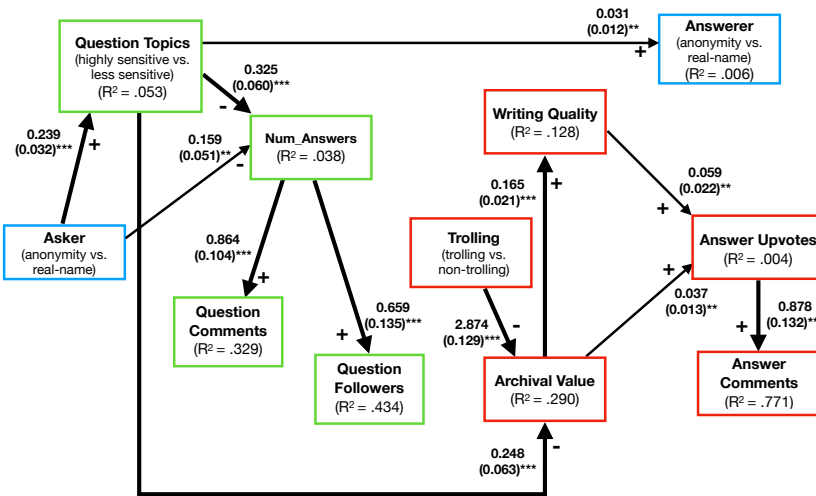 0.031
(0.012)**
+
Answerer
(anonymity vs.
real-name)
(R² = .006)
Question Topics
(highly sensitive vs.
less sensitive)
(R² = .053)
0.325
(0.060)***
-
0.239
(0.032)***
+
0.159
(0.051)**
-
Num_Answers
(R² = .038)
Writing Quality
(R² = .128)
0.059
(0.022)**
+
0.165
(0.021)***
+
Asker
(anonymity vs.
real-name)
Trolling
(trolling vs.
non-trolling)
Answer Upvotes
(R² = .004)
0.864
(0.104)***
+
Question
Comments
(R² = .329)
0.659
(0.135)***
+
Question
Followers
(R² = .434)
2.874
(0.129)***
-
+
0.037
(0.013)**
0.878
(0.132)**
+
Archival Value
(R² = .290)
Answer
Comments
(R² = .771)
0.248
(0.063)***
-